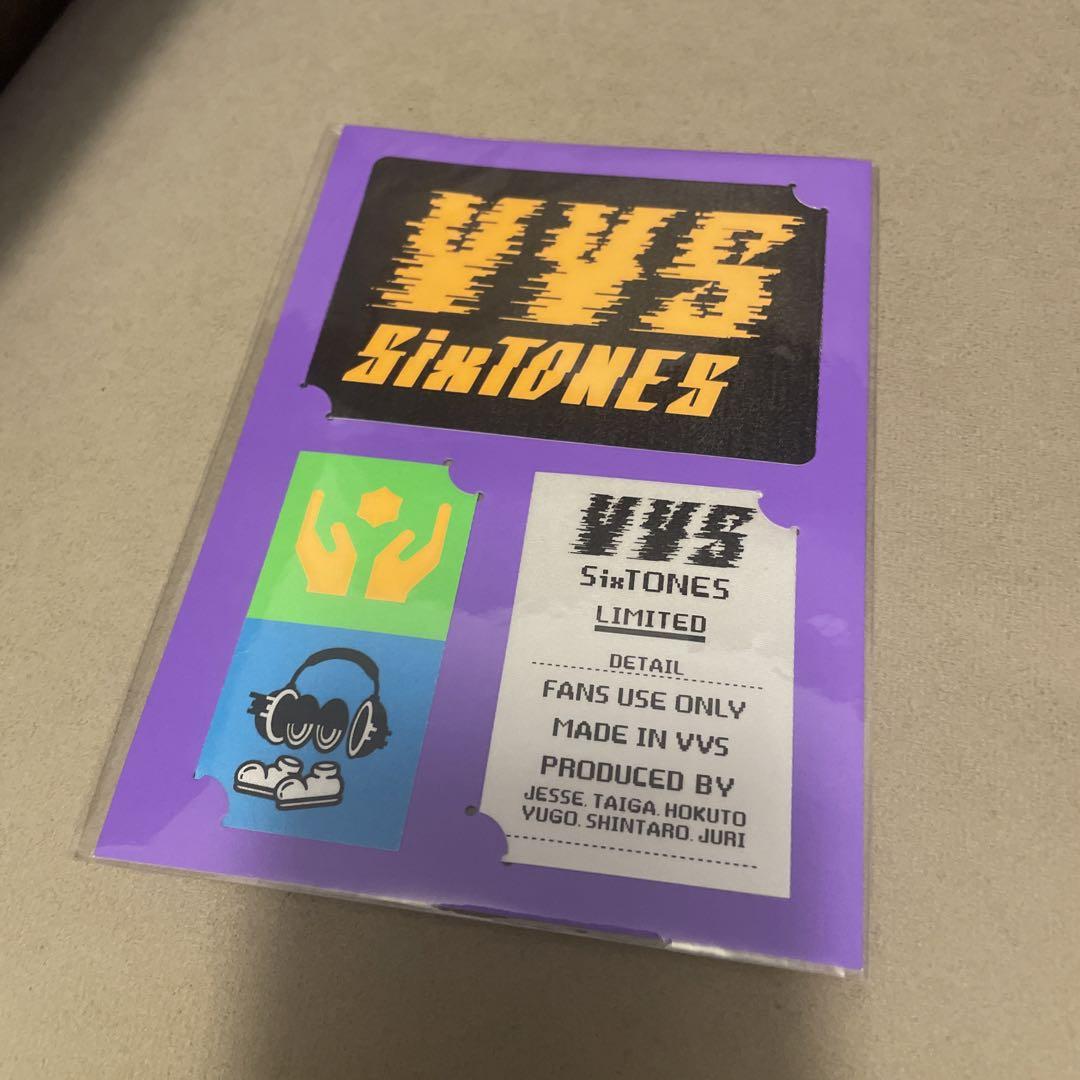 VVS
SixTONES
VVS
SixTONES
LIMITED
DETAIL
FANS USE ONLY
MADE IN VVS
PRODUCED BY
JESSE. TAIGA. HOKUTO
YUGO. SHINTARO. JURI